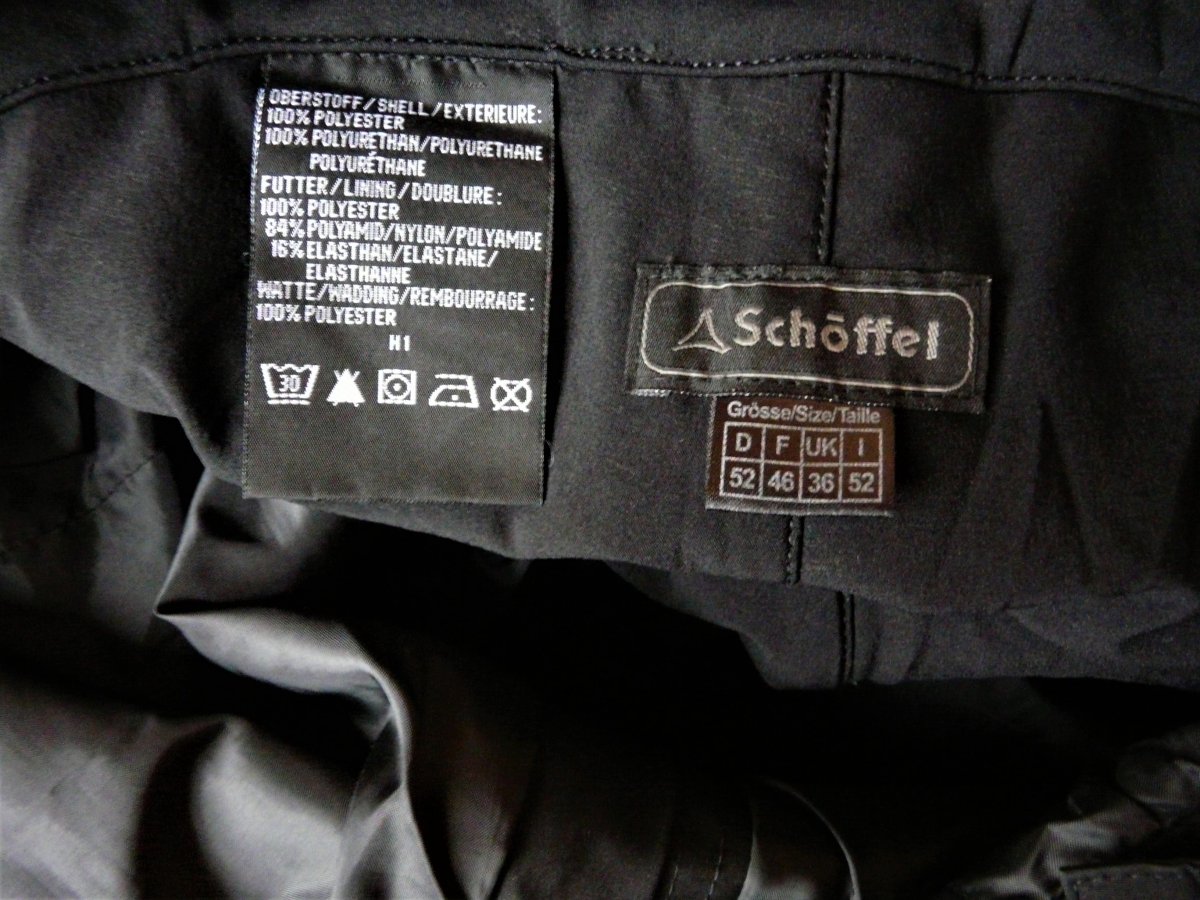 OBERSTOFF/SHELL/EXTERIEURE:
100% POLYESTER
100% POLYURETHAN/POLYURETHANE
POLYURÉTHANE
FUTTER/LINING/DOUBLURE:
100% POLYESTER
84% POLYAMID/NYLON/POLYAMIDE
16% ELASTHAN/ELASTANE/
ELASTHANNE
WATTE/WADDING/REMBOURRAGE:
100% POLYESTER
H1
30
Schöffel
Grösse/Size/Taille
D F UK I
52 46 36 52